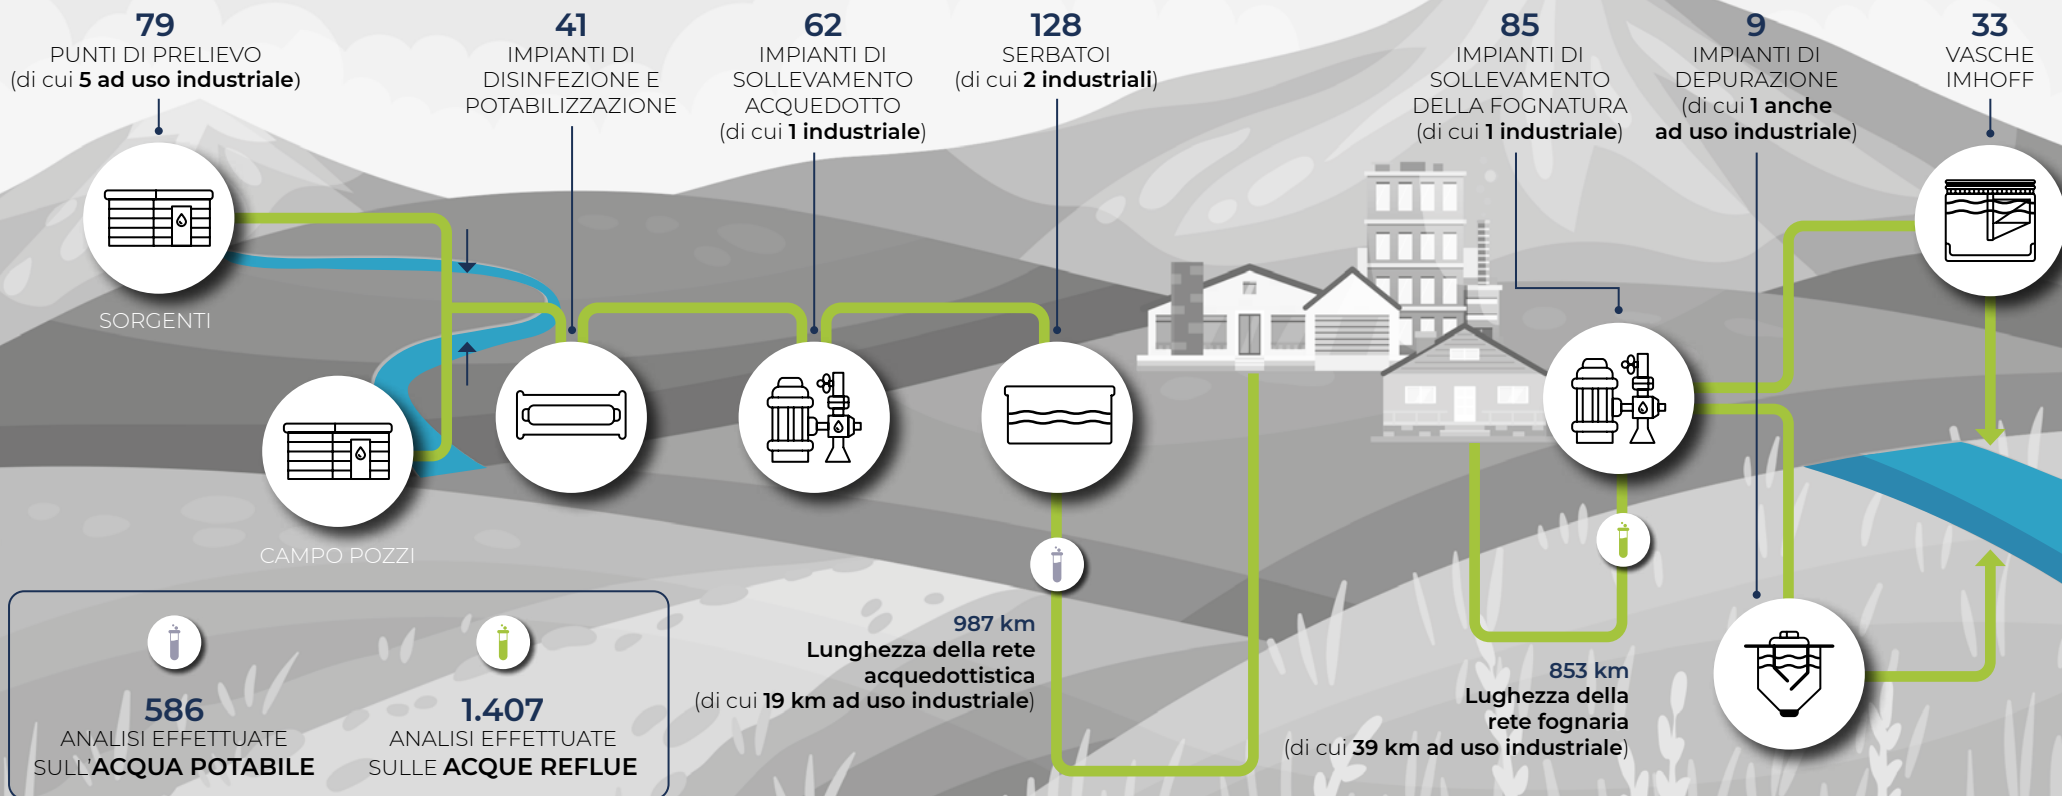 79
PUNTI DI PRELIEVO
(di cui 5 ad uso industriale)
41
IMPIANTI DI
DISINFEZIONE E
POTABILIZZAZIONE
62
IMPIANTI DI
SOLLEVAMENTO
ACQUEDOTTO
(di cui 1 industriale)
128
SERBATOI
(di cui 2 industriali)
85
IMPIANTI DI
SOLLEVAMENTO
DELLA FOGNATURA
(di cui 1 industriale)
9
IMPIANTI DI
DEPURAZIONE
(di cui 1 anche
ad uso industriale)
33
VASCHE
IMHOFF
SORGENTI
CAMPO POZZI
987 km
Lunghezza della rete
acquedottistica
(di cui 19 km ad uso industriale)
853 km
Lughezza della
rete fognaria
(di cui 39 km ad uso industriale)
586
ANALISI EFFETTUATE
SULL'ACQUA POTABILE
1.407
ANALISI EFFETTUATE
SULLE ACQUE REFLUE